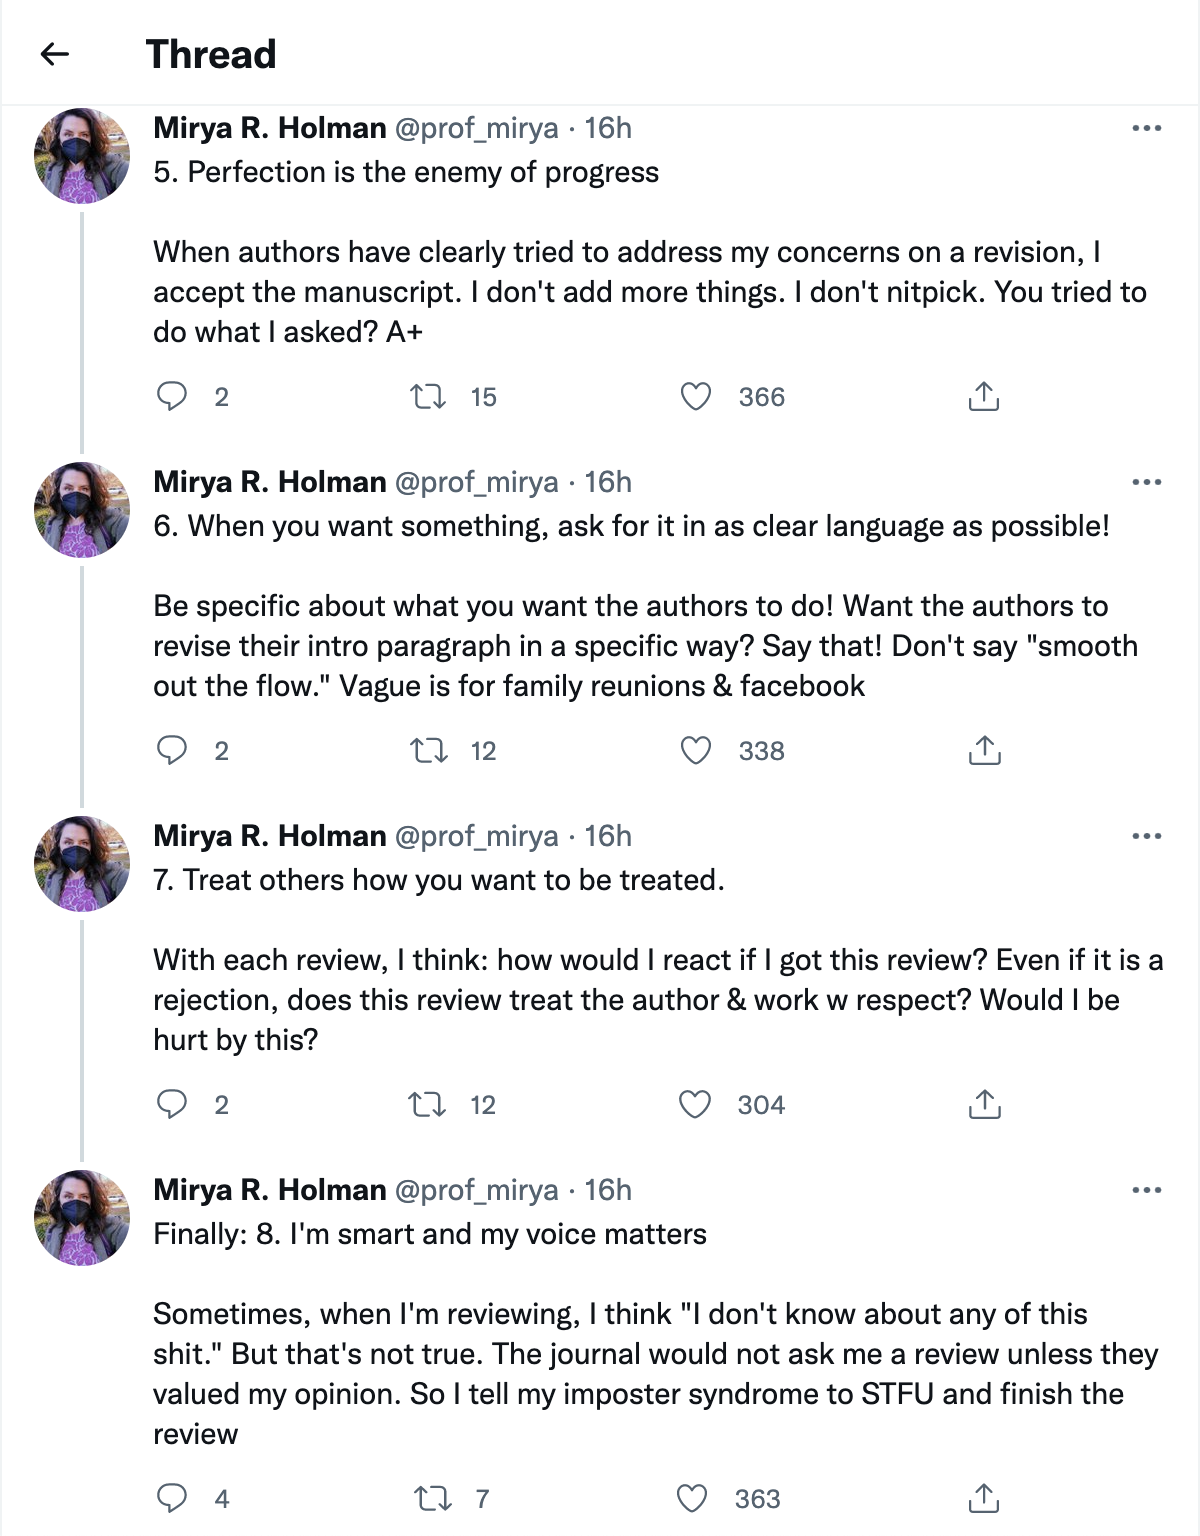 Thread
Mirya R. Holman @prof_mirya · 16h
5. Perfection is the enemy of progress
When authors have clearly tried to address my concerns on a revision, I
accept the manuscript. I don't add more things. I don't nitpick. You tried to
do what I asked? A+
2 15 366
Mirya R. Holman @prof_mirya · 16h
6. When you want something, ask for it in as clear language as possible!
Be specific about what you want the authors to do! Want the authors to
revise their intro paragraph in a specific way? Say that! Don't say "smooth
out the flow." Vague is for family reunions & facebook
2 12 338
Mirya R. Holman @prof_mirya · 16h
7. Treat others how you want to be treated.
With each review, I think: how would I react if I got this review? Even if it is a
rejection, does this review treat the author & work w respect? Would I be
hurt by this?
2 12 304
Mirya R. Holman @prof_mirya · 16h
Finally: 8. I'm smart and my voice matters
Sometimes, when I'm reviewing, I think "I don't know about any of this
shit." But that's not true. The journal would not ask me a review unless they
valued my opinion. So I tell my imposter syndrome to STFU and finish the
review
4 7 363